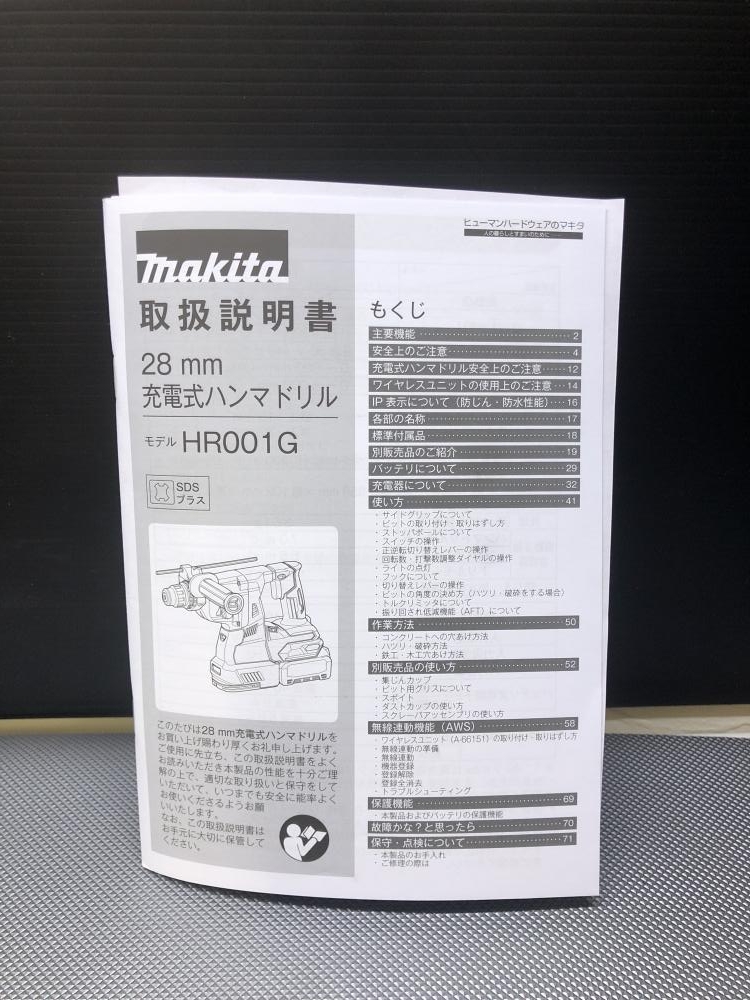 makita
取扱説明書
28 mm
充電式ハンマドリル
モデル HR001G
SDS
プラス
このたびは28 mm充電式ハンマドリルを
お買い上げ賜わり厚くお礼申し上げます。
ご使用に先立ち、この取扱説明書をよく
お読みいただき本製品の性能を十分ご理
解の上で、適切な取り扱いと保守をして
いただいて、いつまでも安全に能率よく
お使いくださるようお願
いいたします。
なお、この取扱説明書は
お手元に大切に保管して
ください。
ヒューマンハードウェアのマキタ
人の暮らしとすまいのために
もくじ
主要機能 2
安全上のご注意 4
充電式ハンマドリル安全上のご注意 12
ワイヤレスユニットの使用上のご注意 14
IP 表示について（防じん・防水性能） 16
各部の名称 17
標準付属品 18
別販売品のご紹介 19
バッテリについて 29
充電器について 32
使い方 41
・サイドグリップについて
・ビットの取り付け・取りはずし方
・ストッパポールについて
・スイッチの操作
・正逆転切り替えレバーの操作
・回転数・打撃数調整ダイヤルの操作
・ライトの点灯
・フックについて
・切り替えレバーの操作
・ビットの角度の決め方（ハツリ・破砕をする場合）
・トルクリミッタについて
・振り回され低減機能（AFT）について
作業方法 50
・コンクリートへの穴あけ方法
・ハツリ・破砕方法
・鉄工・木工穴あけ方法
別販売品の使い方 52
・集じんカップ
・ビット用グリスについて
・スポイト
・ダストカップの使い方
・スクレーパアッセンブリの使い方
無線連動機能（AWS） 58
・ワイヤレスユニット（A-66151）の取り付け・取りはずし方
・無線連動の準備
・無線連動
・機器登録
・登録解除
・登録全消去
・トラブルシューティング
保護機能 69
・本製品およびバッテリの保護機能
故障かな？と思ったら 70
保守・点検について 71
・本製品のお手入れ
・ご修理の際は